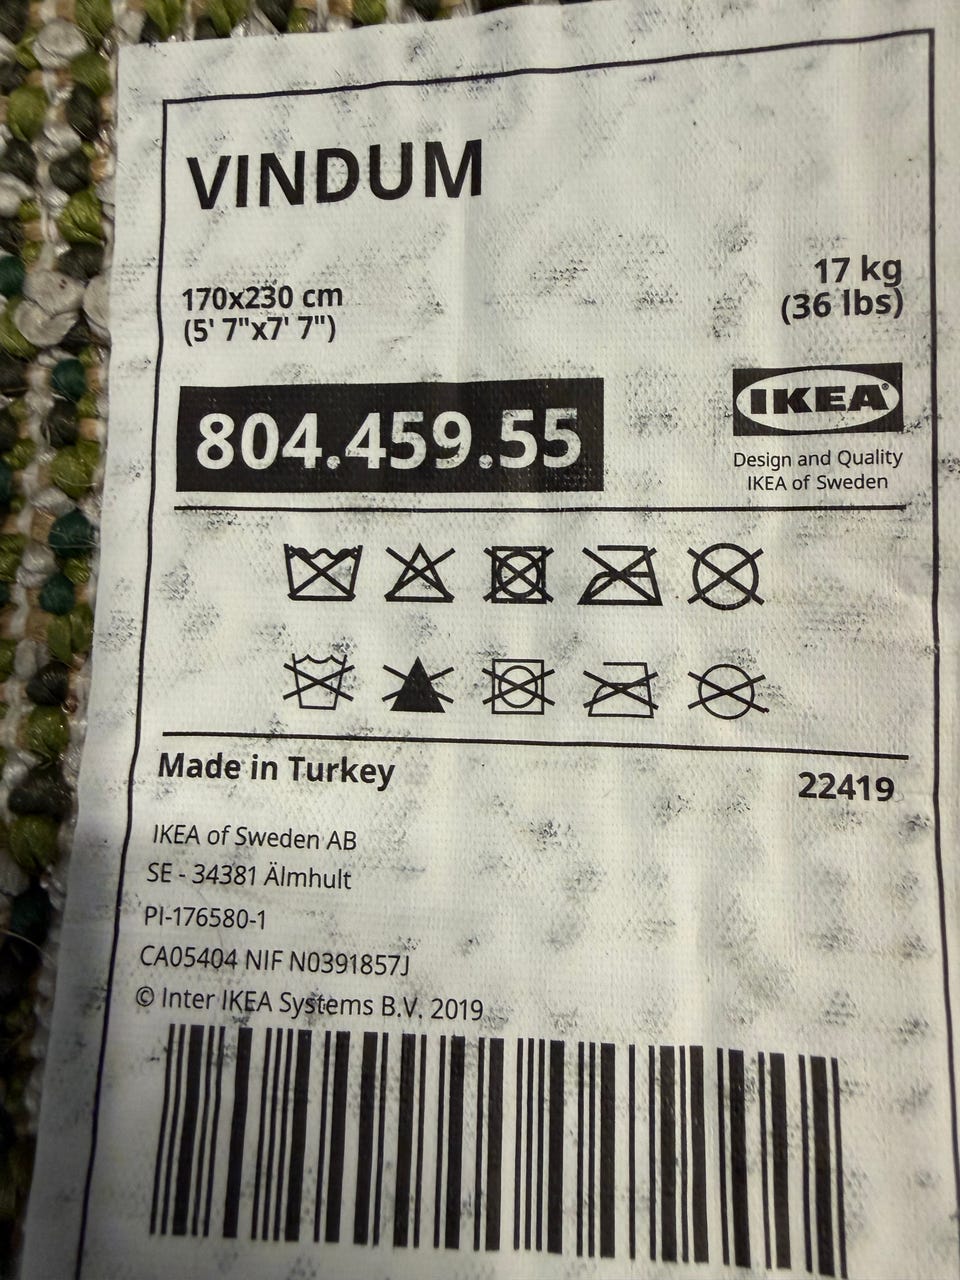 VINDUM
170x230 cm
(5' 7"x7' 7")
17 kg
(36 lbs)
804.459.55
IKEA®
Design and Quality
IKEA of Sweden
Made in Turkey
22419
IKEA of Sweden AB
SE - 34381 Älmhult
PI-176580-1
CA05404 NIF N0391857J
© Inter IKEA Systems B.V. 2019